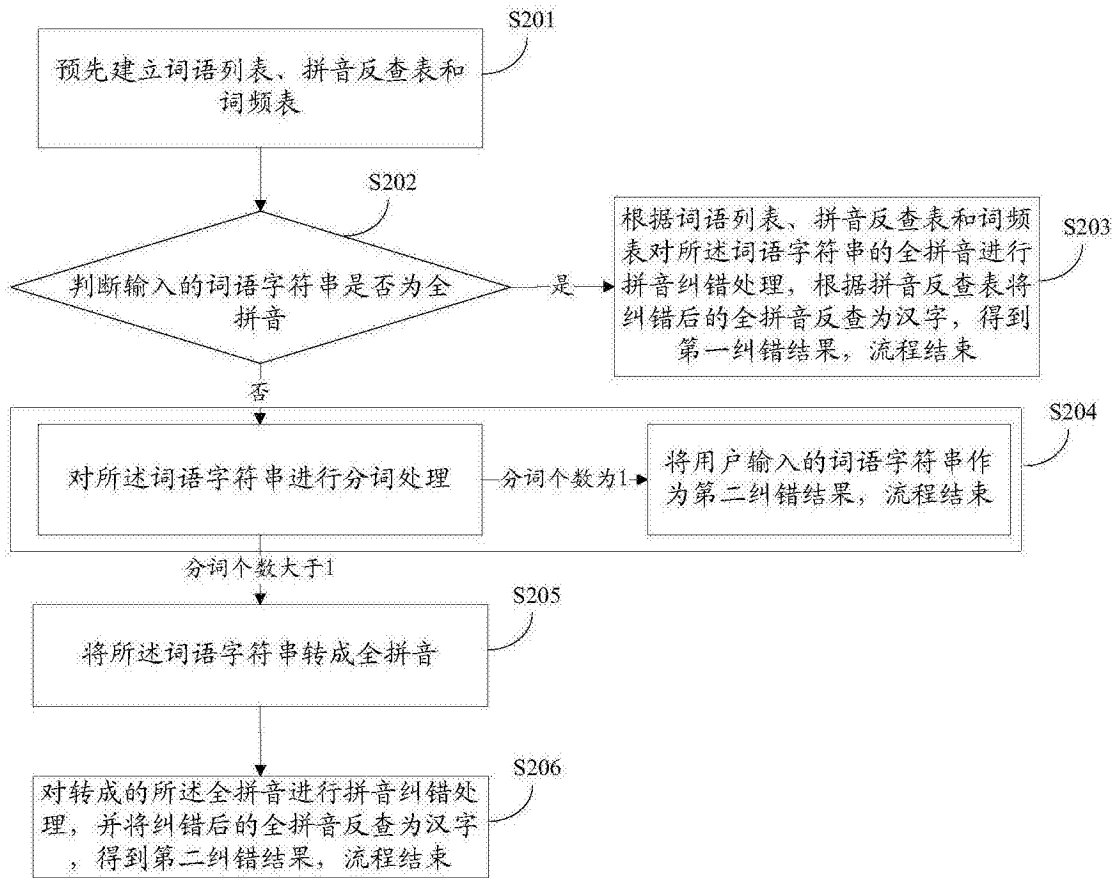 S201
预先建立词语列表、拼音反查表和
词频表
S202
判断输入的词语字符串是否为全
拼音
是
S203
根据词语列表、拼音反查表和词频
表对所述词语字符串的全拼音进行
拼音纠错处理，根据拼音反查表将
纠错后的全拼音反查为汉字，得到
第一纠错结果，流程结束
否
S204
对所述词语字符串进行分词处理
分词个数为1
将用户输入的词语字符串作
为第二纠错结果，流程结束
分词个数大于1
S205
将所述词语字符串转成全拼音
S206
对转成的所述全拼音进行拼音纠错处
理，并将纠错后的全拼音反查为汉字
，得到第二纠错结果，流程结束